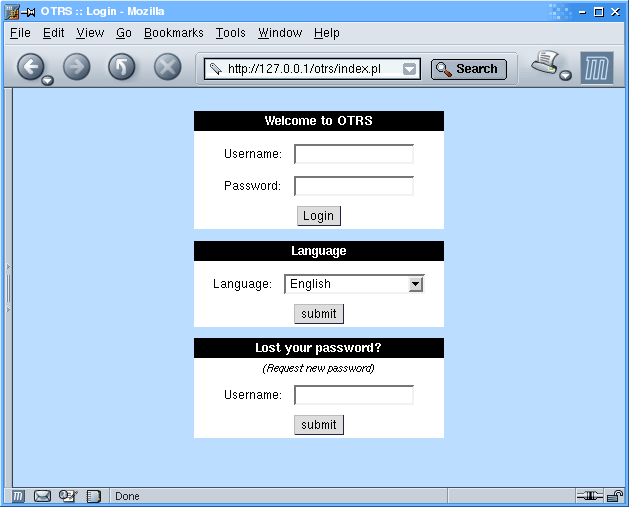 OTRS :: Login - Mozilla
File Edit View Go Bookmarks Tools Window Help
http://127.0.0.1/otrs/index.pl Search
Welcome to OTRS
Username:
Password:
Login
Language
Language: English
submit
Lost your password?
(Request new password)
Username:
submit
Done